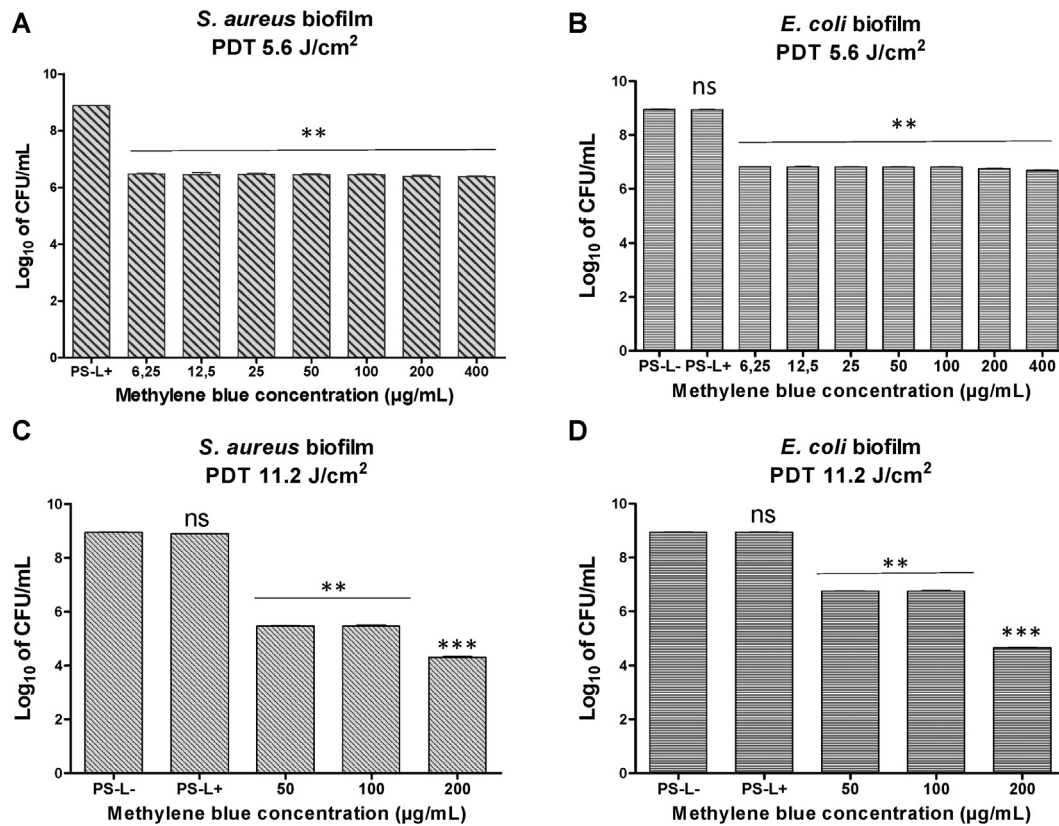 A
S. aureus biofilm
PDT 5.6 J/cm²
Log₁₀ of CFU/mL
10
8
6
4
2
0
**
PS-L+ 6,25 12,5 25 50 100 200 400
Methylene blue concentration (µg/mL)
B
E. coli biofilm
PDT 5.6 J/cm²
Log₁₀ of CFU/mL
10
8
6
4
2
0
ns
**
PS-L- PS-L+ 6,25 12,5 25 50 100 200 400
Methylene blue concentration (µg/mL)
C
S. aureus biofilm
PDT 11.2 J/cm²
Log₁₀ of CFU/mL
10
8
6
4
2
0
ns
**
***
PS-L- PS-L+ 50 100 200
Methylene blue concentration (µg/mL)
D
E. coli biofilm
PDT 11.2 J/cm²
Log₁₀ of CFU/mL
10
8
6
4
2
0
ns
**
***
PS-L- PS-L+ 50 100 200
Methylene blue concentration (µg/mL)